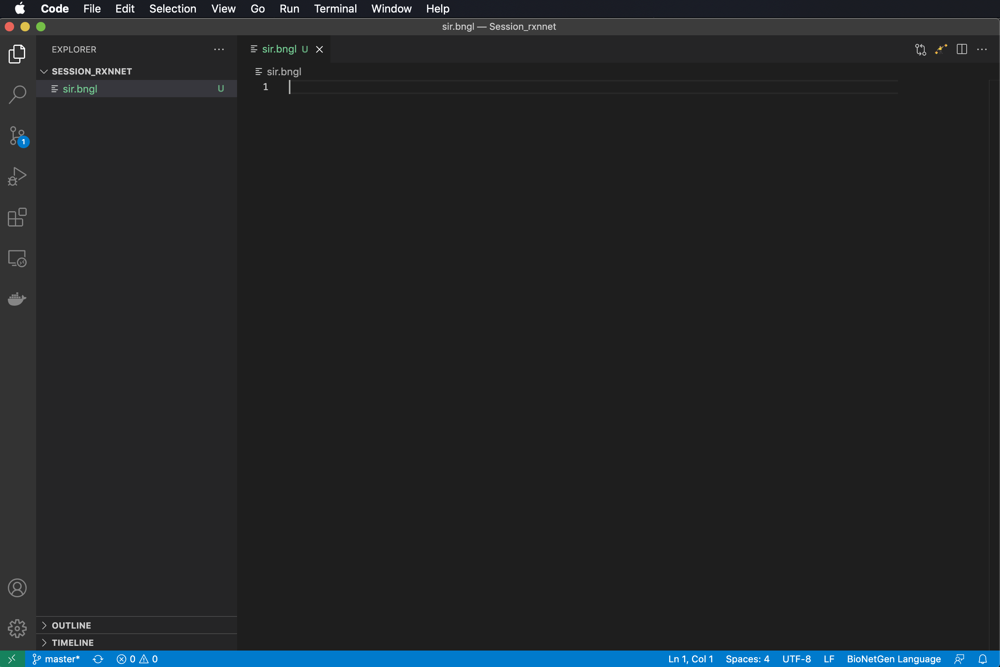 Code File Edit Selection View Go Run Terminal Window Help
sir.bngl — Session_rxnnet
EXPLORER
sir.bngl U
SESSION_RXNNET
sir.bngl
sir.bngl U
1
1
OUTLINE
TIMELINE
master* 0 0 Ln 1, Col 1 Spaces: 4 UTF-8 LF BioNetGen Language